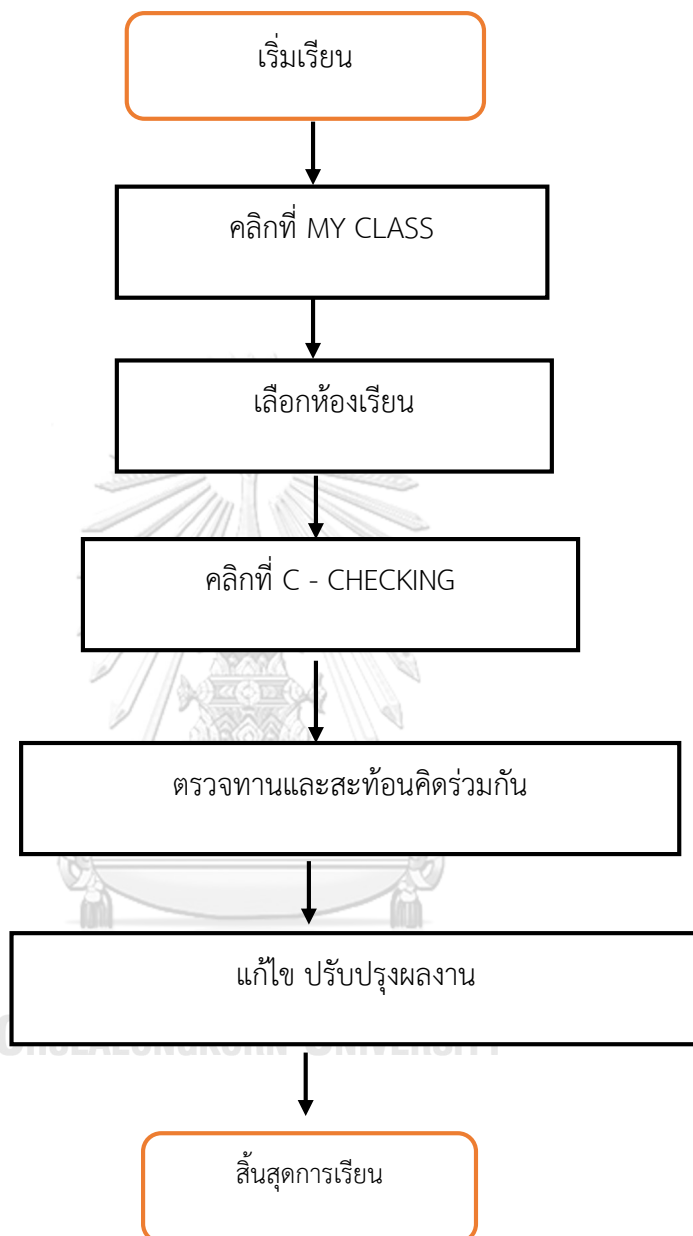 เริ่มเรียน
คลิกที่ MY CLASS
เลือกห้องเรียน
คลิกที่ C - CHECKING
ตรวจทานและสะท้อนคิดร่วมกัน
แก้ไข ปรับปรุงผลงาน
CHULALONGKORN UNIVERSITY
สิ้นสุดการเรียน